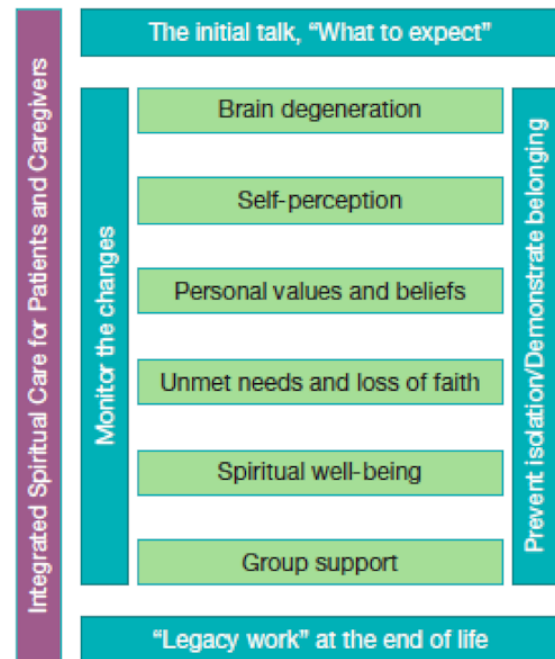 Integrated Spiritual Care for Patients and Caregivers
The initial talk, “What to expect”
Monitor the changes
Brain degeneration
Self-perception
Personal values and beliefs
Unmet needs and loss of faith
Spiritual well-being
Group support
Prevent isolation/Demonstrate belonging
“Legacy work” at the end of life